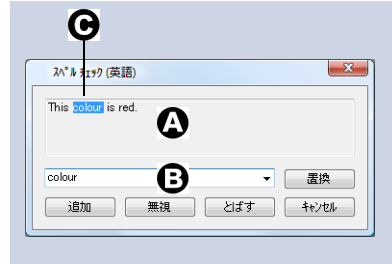 C
スペル チェック (英語)
This colour is red.
A
colour
B
置換
追加 無視 とばす キャンセル